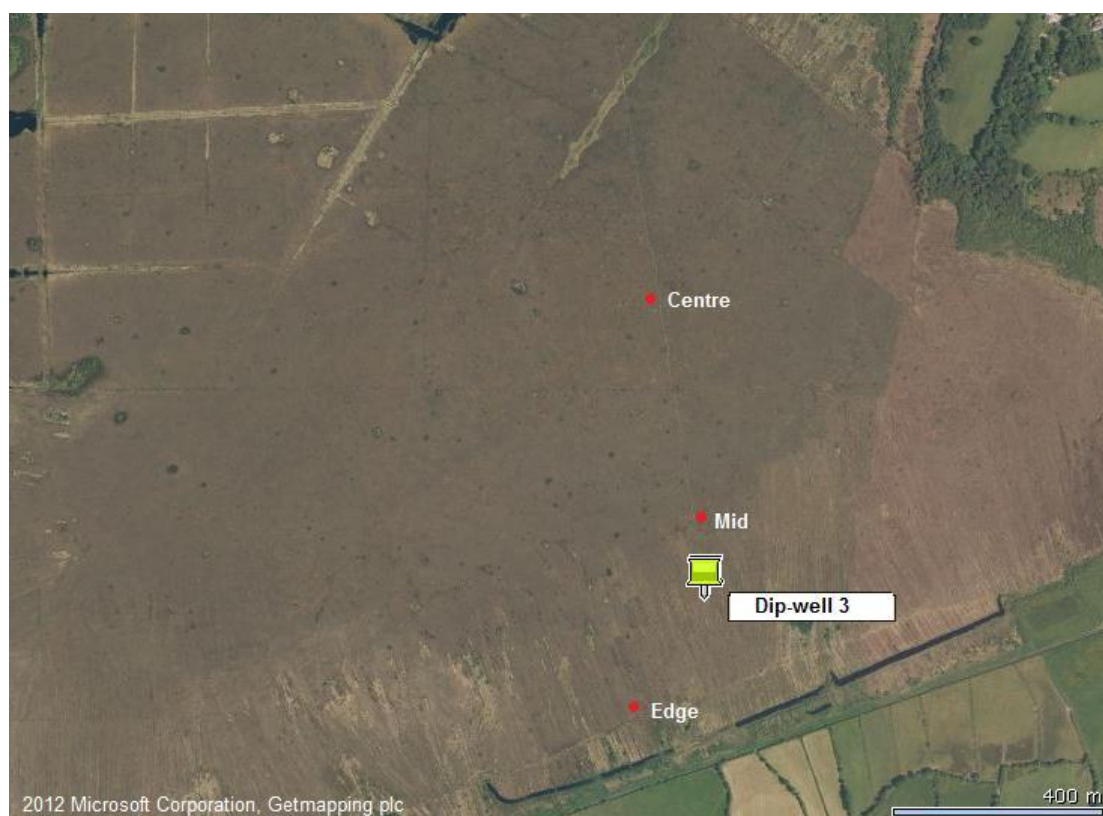 Centre
Mid
Dip-well 3
Edge
2012 Microsoft Corporation, Getmapping plc
400 m